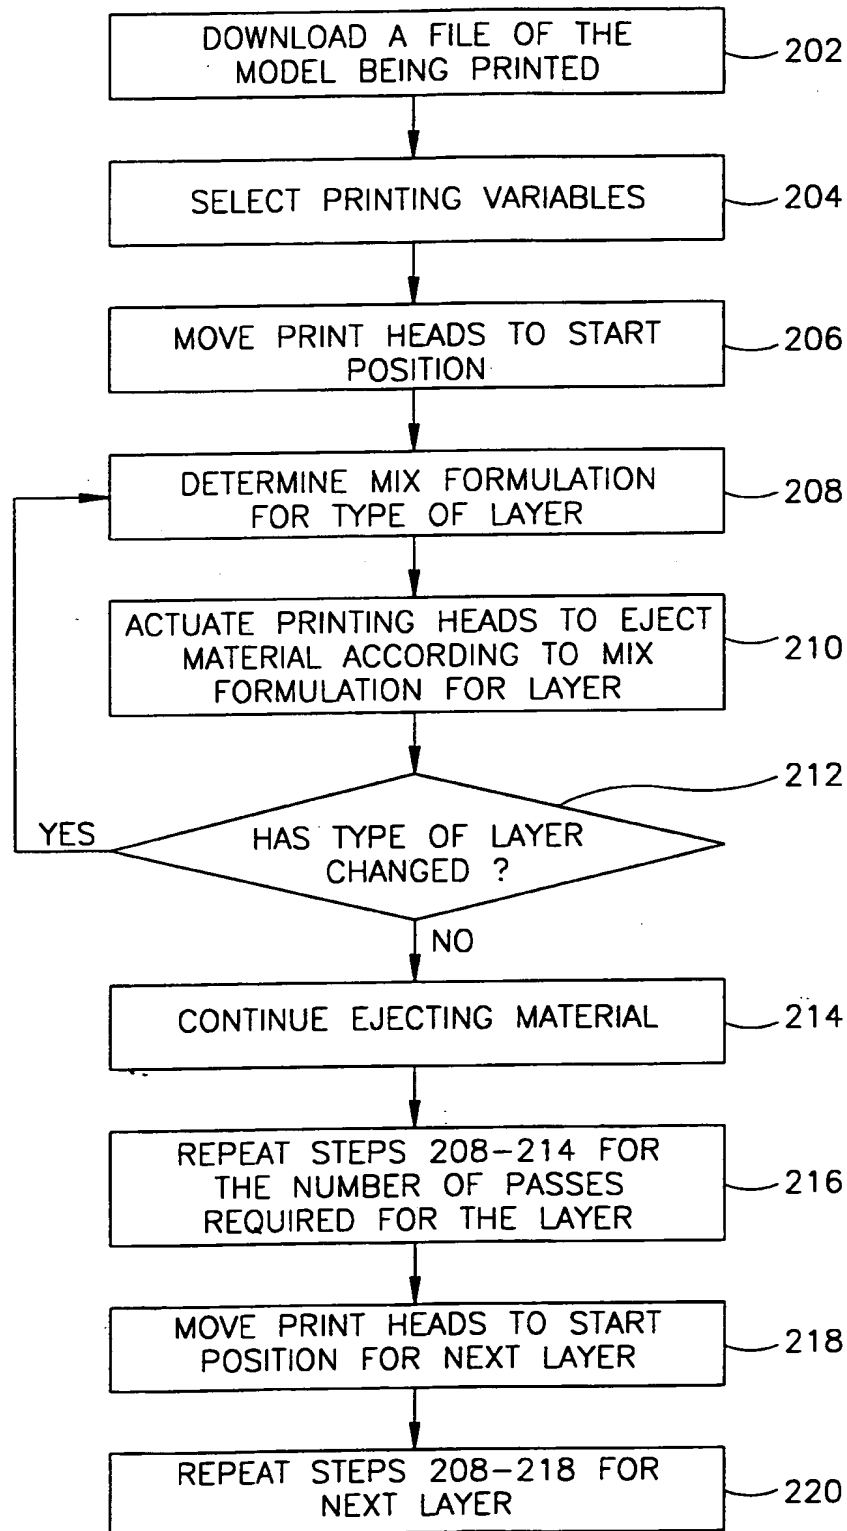 DOWNLOAD A FILE OF THE
MODEL BEING PRINTED
202
SELECT PRINTING VARIABLES
204
MOVE PRINT HEADS TO START
POSITION
206
DETERMINE MIX FORMULATION
FOR TYPE OF LAYER
208
ACTUATE PRINTING HEADS TO EJECT
MATERIAL ACCORDING TO MIX
FORMULATION FOR LAYER
210
212
YES
HAS TYPE OF LAYER
CHANGED ?
NO
CONTINUE EJECTING MATERIAL
214
REPEAT STEPS 208-214 FOR
THE NUMBER OF PASSES
REQUIRED FOR THE LAYER
216
MOVE PRINT HEADS TO START
POSITION FOR NEXT LAYER
218
REPEAT STEPS 208-218 FOR
NEXT LAYER
220